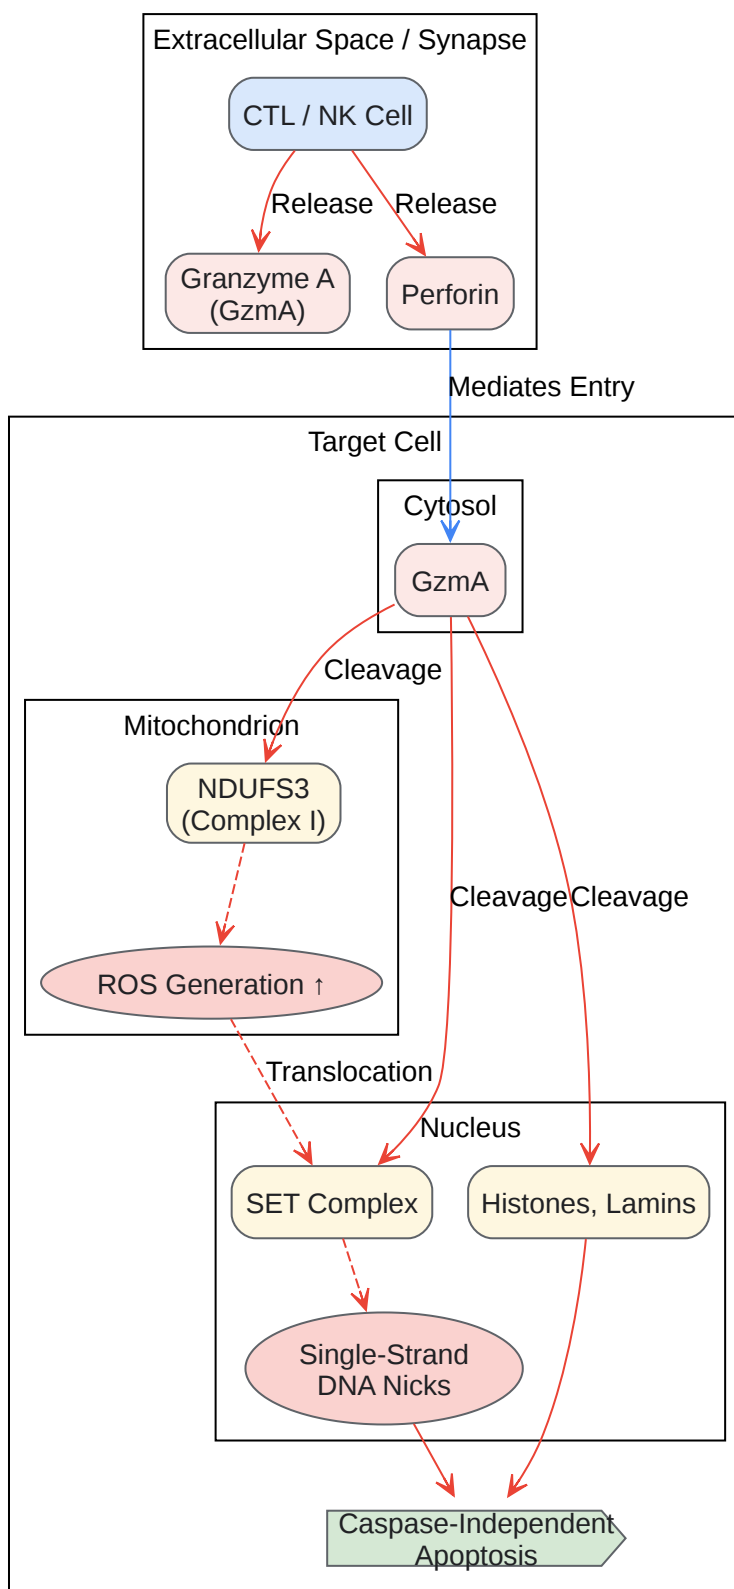 Extracellular Space / Synapse
CTL / NK Cell
Release
Release
Granzyme A
(GzmA)
Perforin
Mediates Entry
Target Cell
Cytosol
GzmA
Cleavage
Mitochondrion
NDUFS3
(Complex I)
Cleavage
Cleavage
ROS Generation ↑
Translocation
Nucleus
SET Complex
Histones, Lamins
Single-Strand
DNA Nicks
Caspase-Independent
Apoptosis